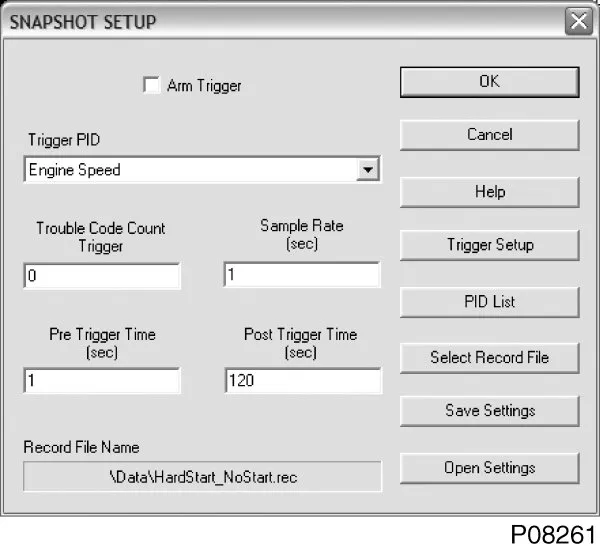 SNAPSHOT SETUP
Arm Trigger
OK
Cancel
Trigger PID
Engine Speed
Help
Trouble Code Count
Trigger
0
Sample Rate
(sec)
1
Trigger Setup
PID List
Pre Trigger Time
(sec)
1
Post Trigger Time
(sec)
120
Select Record File
Save Settings
Record File Name
\Data\HardStart_NoStart.rec
Open Settings
P08261